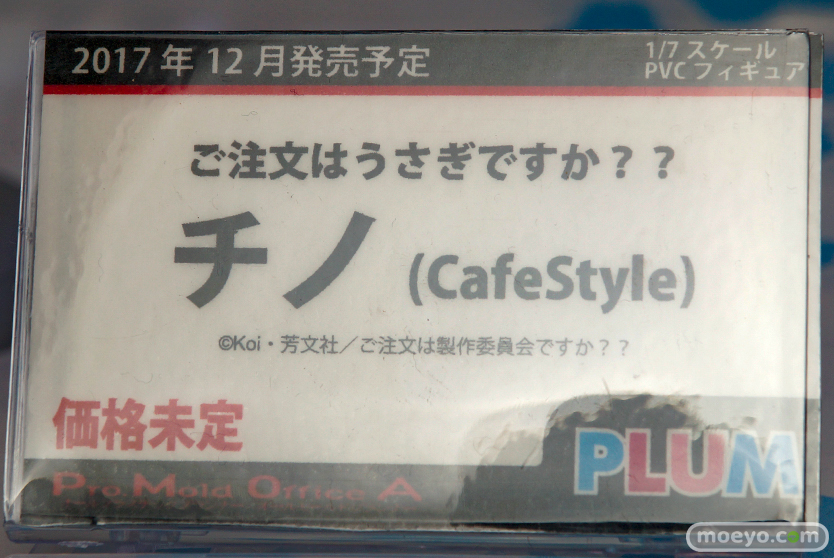 2017年12月発売予定
1/7 スケール
PVCフィギュア
ご注文はうさぎですか？？
チノ (CafeStyle)
©Koi・芳文社／ご注文は製作委員会ですか？？
価格未定
PLUM
Pro Mold Office A
moeyo.com